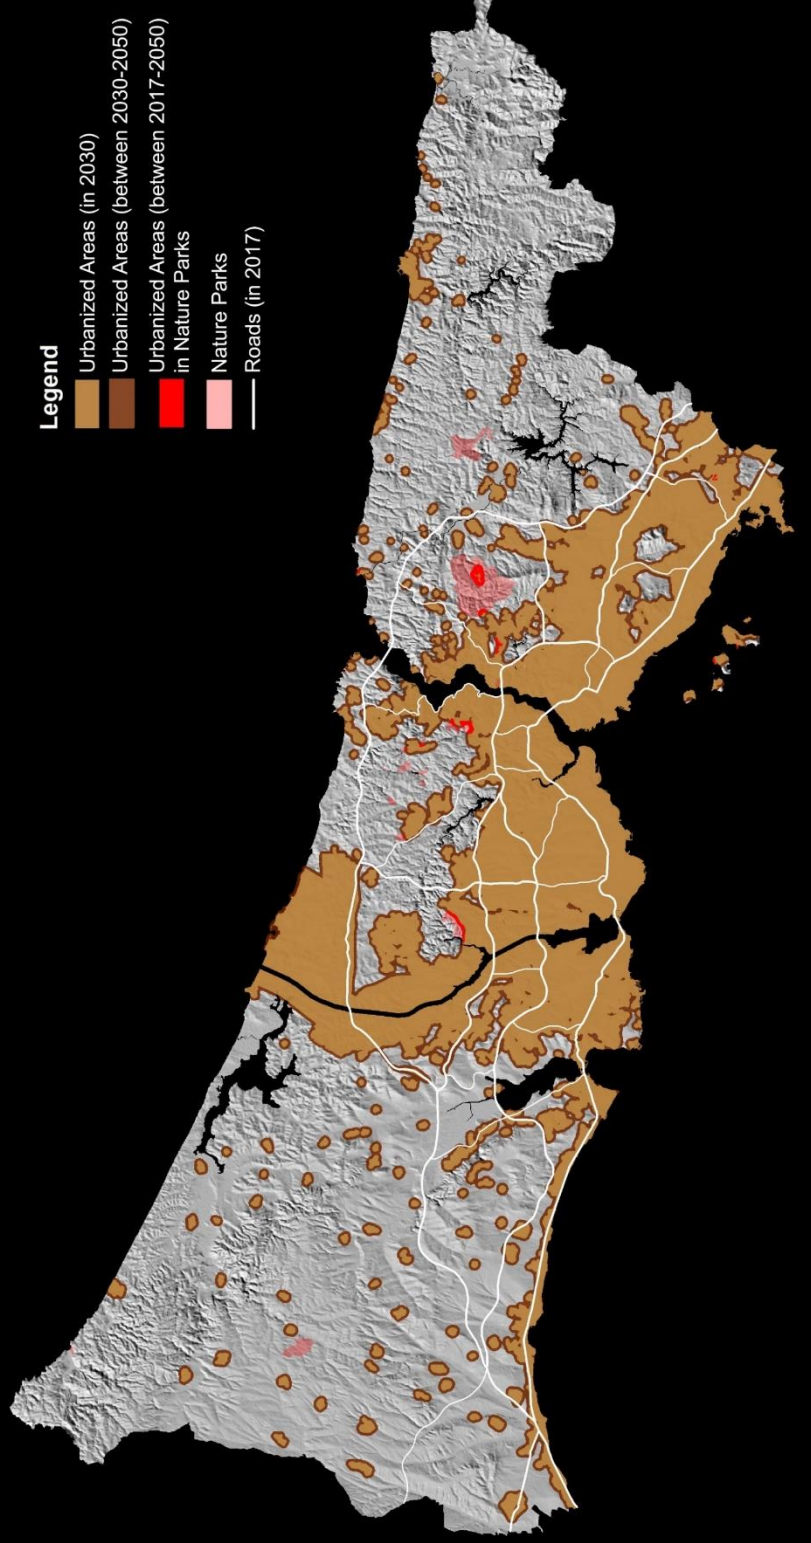 Legend
Urbanized Areas (in 2030)
Urbanized Areas (between 2030-2050)
Urbanized Areas (between 2017-2050)
in Nature Parks
Nature Parks
Roads (in 2017)